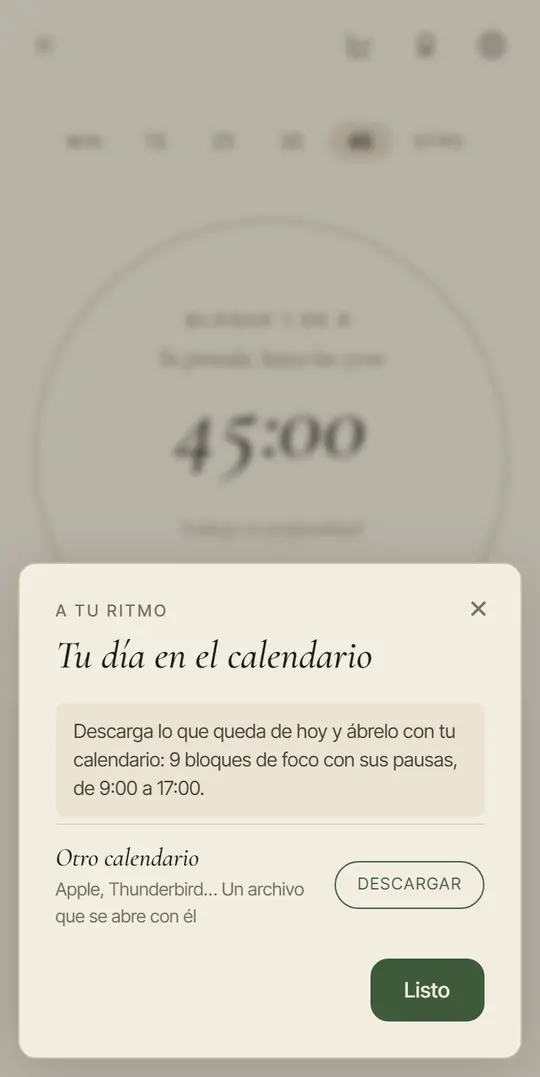 45:00
A TU RITMO
Tu día en el calendario
Descarga lo que queda de hoy y ábrelo con tu
calendario: 9 bloques de foco con sus pausas,
de 9:00 a 17:00.
Otro calendario
Apple, Thunderbird... Un archivo
que se abre con él
DESCARGAR
Listo